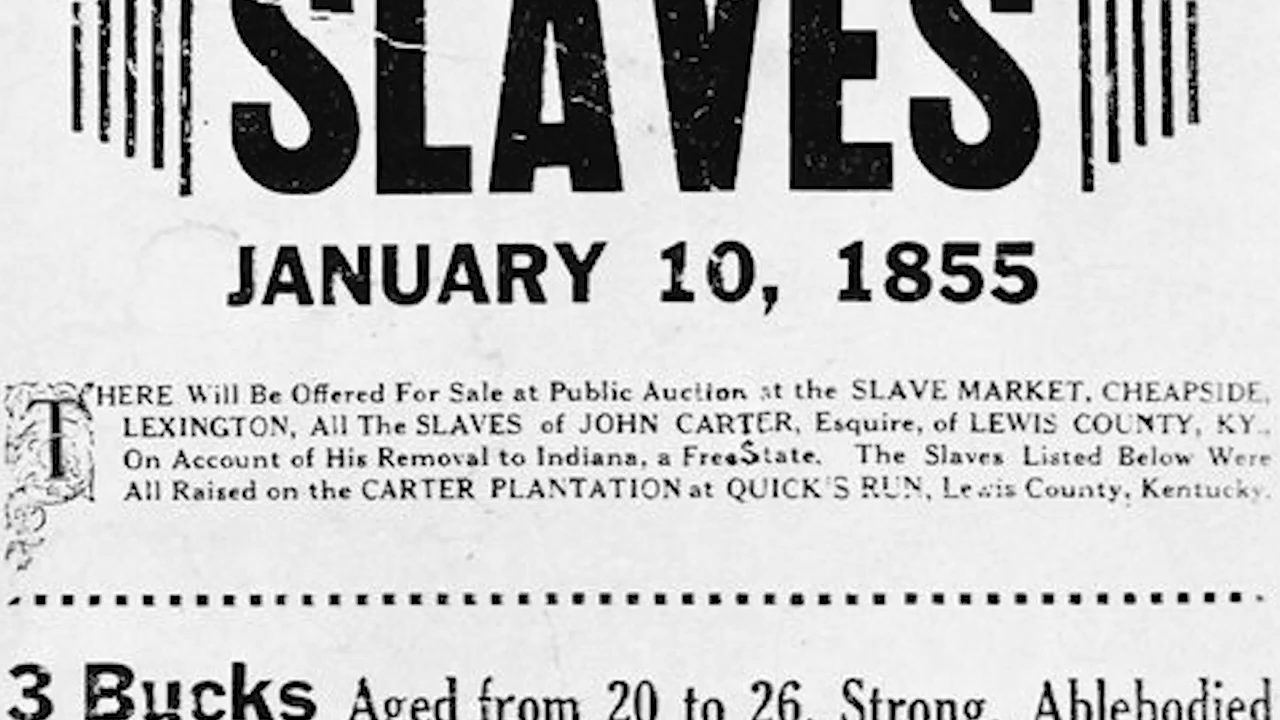 SLAVES
JANUARY 10, 1855
THERE Will Be Offered For Sale at Public Auction at the SLAVE MARKET, CHEAPSIDE,
LEXINGTON, All The SLAVES of JOHN CARTER, Esquire, of LEWIS COUNTY, KY.,
On Account of His Removal to Indiana, a Free State. The Slaves Listed Below Were
All Raised on the CARTER PLANTATION at QUICK'S RUN, Lewis County, Kentucky.
3 Bucks Aged from 20 to 26, Strong, Ablebodied